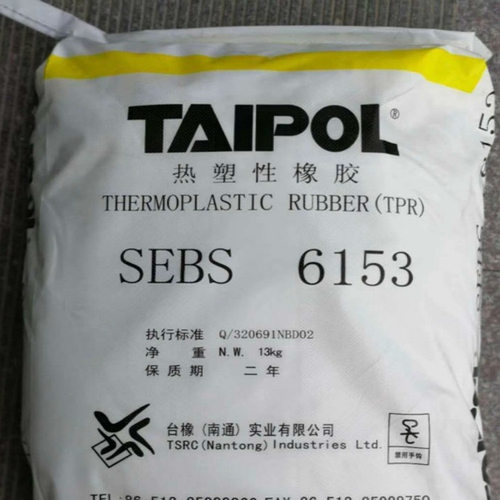 TAIPOL®
热塑性橡胶
THERMOPLASTIC RUBBER(TPR)
SEBS 6153
执行标准 Q/320691NBD02
净重 N.W. 13kg
保质期 二年
台橡(南通)实业有限公司
TSRC(Nantong)Industries Ltd.
禁用手钩